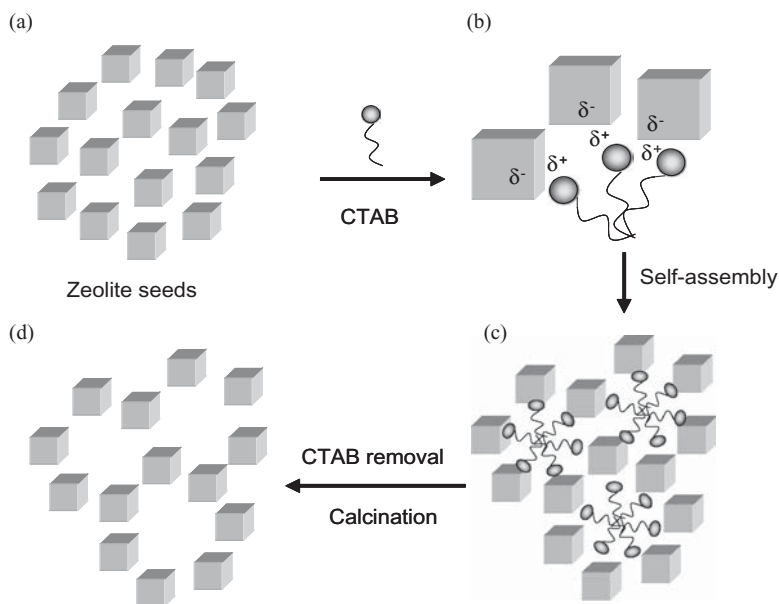 (a)
(b)
δ-
δ-
δ+
δ+
δ+
δ-
CTAB
Zeolite seeds
Self-assembly
(d)
(c)
CTAB removal
Calcination